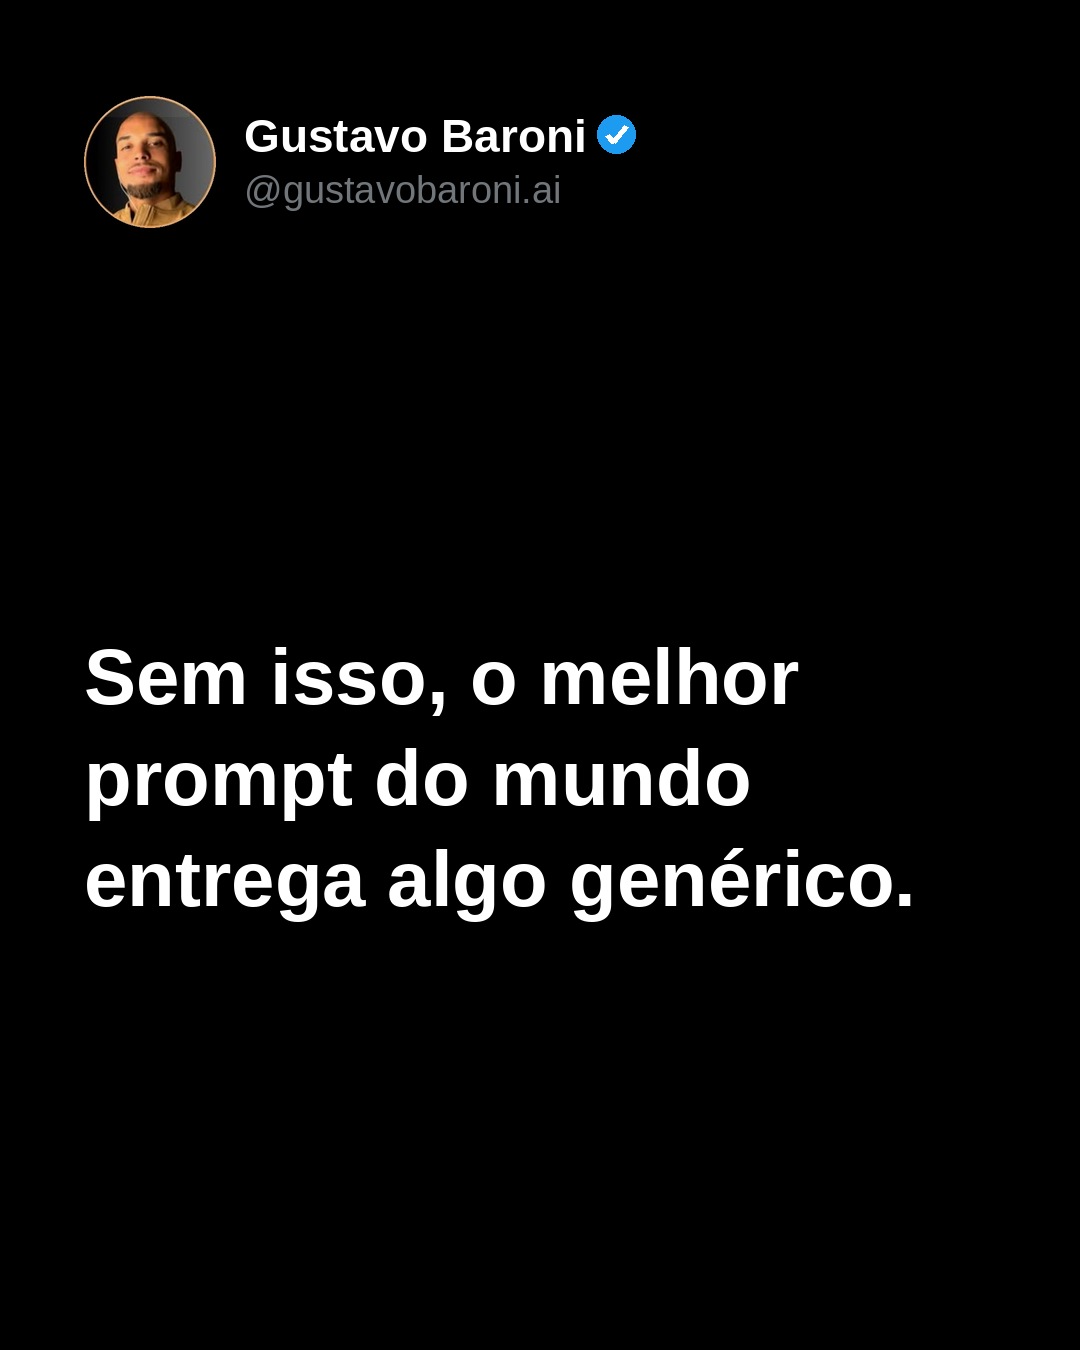 Gustavo Baroni
@gustavobaroni.ai
Sem isso, o melhor
prompt do mundo
entrega algo genérico.